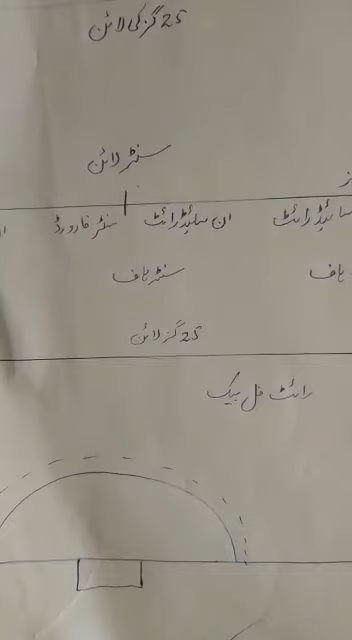 25 گز کی لائن
سنٹر لائن
سائیڈ رائٹ ان سائیڈ رائٹ سنٹر فارورڈ
ہاف سنٹر ہاف
25 گز لائن
رائٹ فل بیک